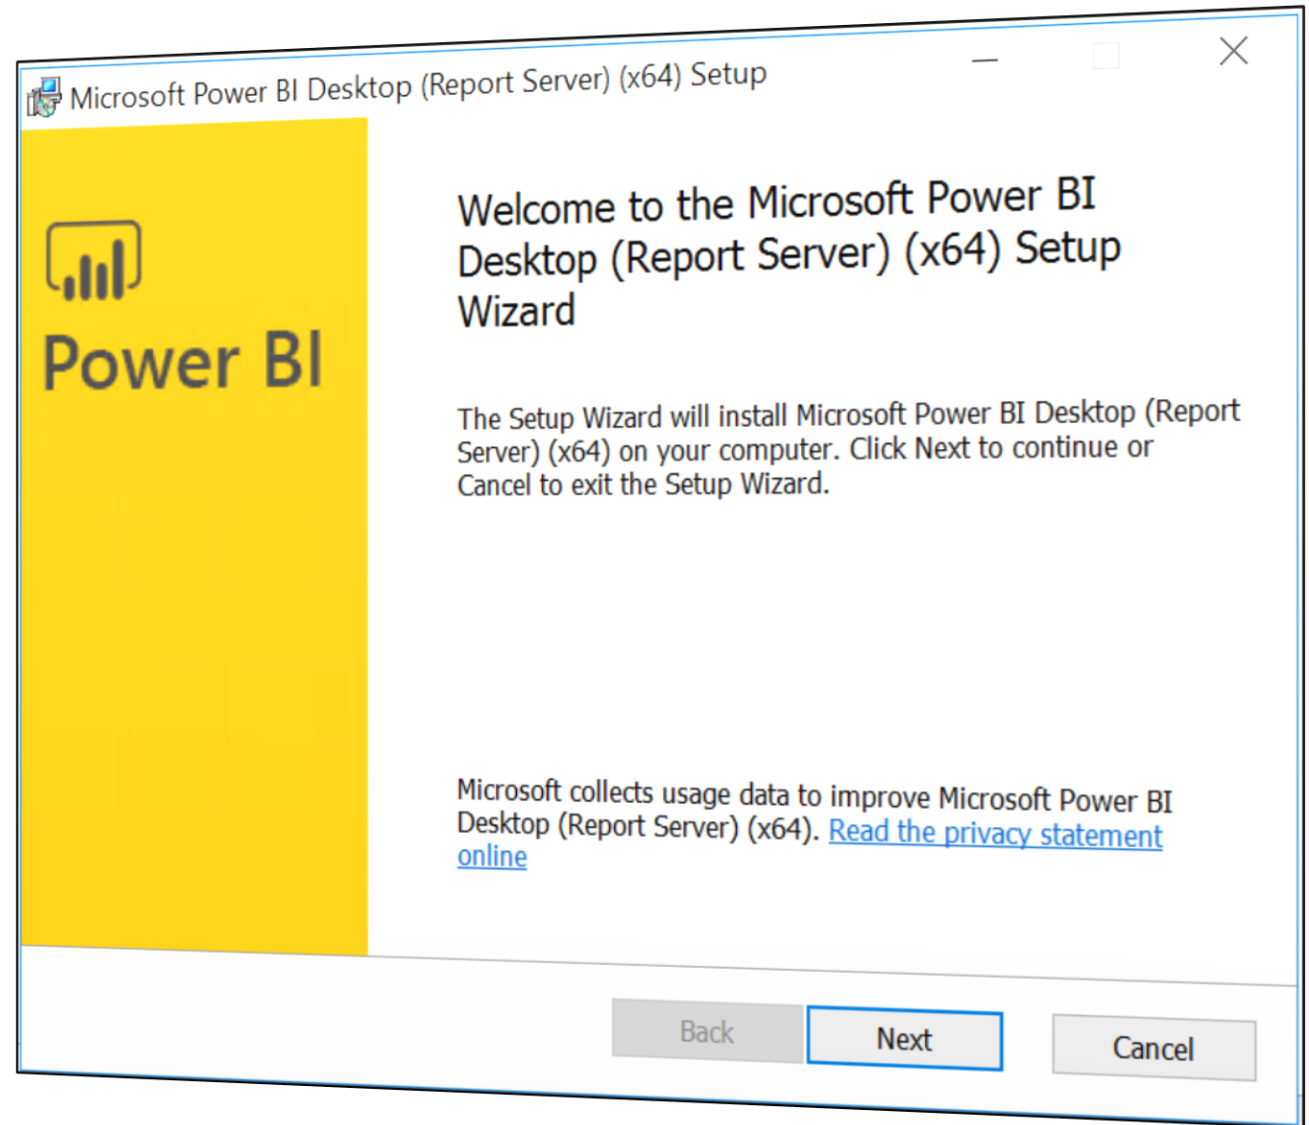 Microsoft Power BI Desktop (Report Server) (x64) Setup
Power BI
Welcome to the Microsoft Power BI
Desktop (Report Server) (x64) Setup
Wizard
The Setup Wizard will install Microsoft Power BI Desktop (Report
Server) (x64) on your computer. Click Next to continue or
Cancel to exit the Setup Wizard.
Microsoft collects usage data to improve Microsoft Power BI
Desktop (Report Server) (x64). Read the privacy statement
online
Back
Next
Cancel